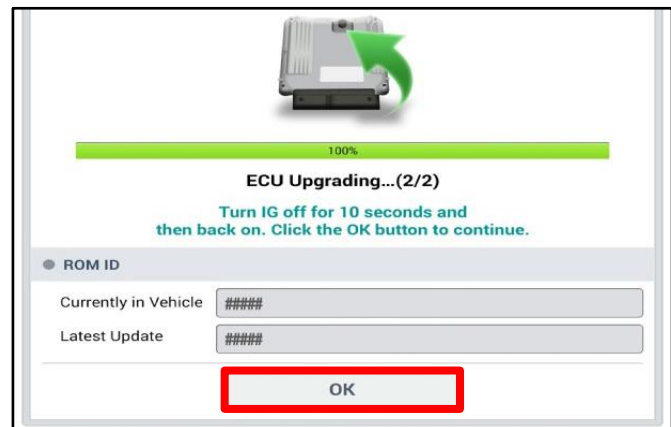 100%
ECU Upgrading...(2/2)
Turn IG off for 10 seconds and
then back on. Click the OK button to continue.
ROM ID
Currently in Vehicle #####
Latest Update #####
OK